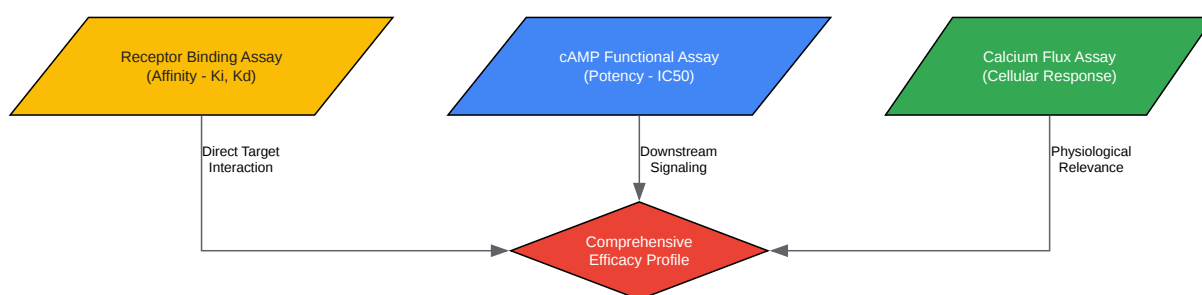 Receptor Binding Assay
(Affinity - Ki, Kd)
cAMP Functional Assay
(Potency - IC50)
Calcium Flux Assay
(Cellular Response)
Direct Target
Interaction
Downstream
Signaling
Physiological
Relevance
Comprehensive
Efficacy Profile